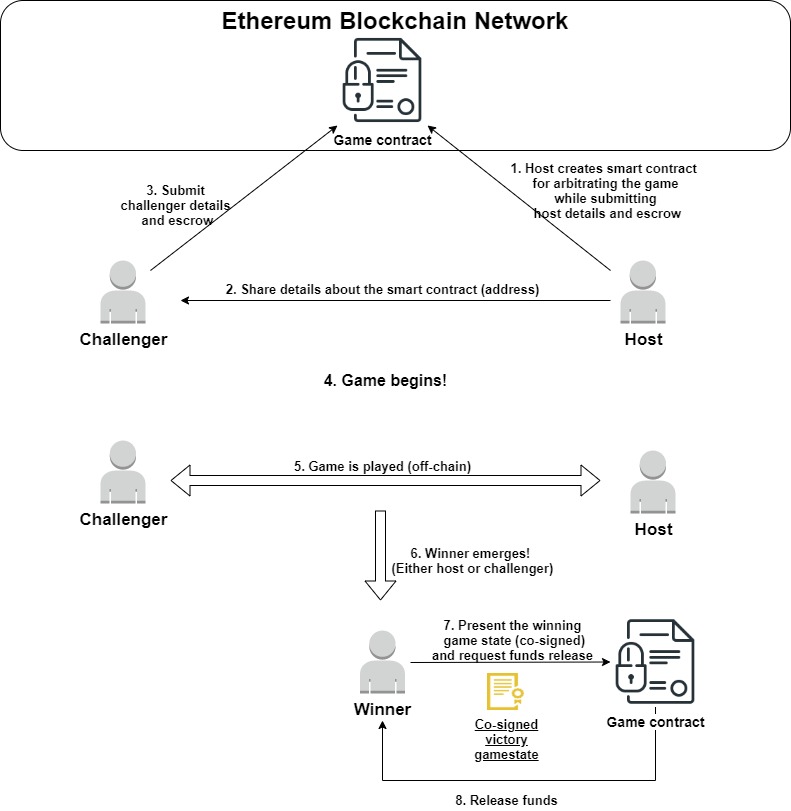 Ethereum Blockchain Network
Game contract
1. Host creates smart contract
for arbitrating the game
while submitting
host details and escrow
3. Submit
challenger details
and escrow
2. Share details about the smart contract (address)
Challenger
Host
4. Game begins!
5. Game is played (off-chain)
Challenger
Host
6. Winner emerges!
(Either host or challenger)
7. Present the winning
game state (co-signed)
and request funds release
Winner
Co-signed
victory
gamestate
Game contract
8. Release funds